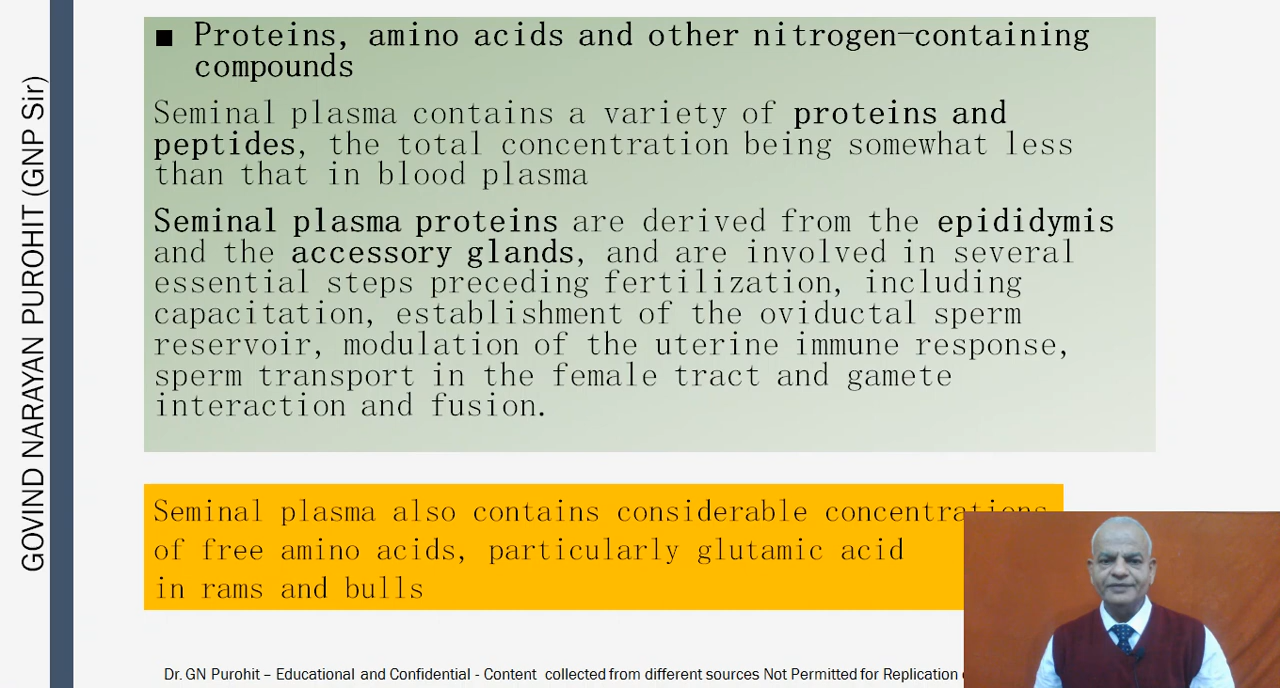 GOVIND NARAYAN PUROHIT (GNP Sir)
■ Proteins, amino acids and other nitrogen-containing
compounds
Seminal plasma contains a variety of proteins and
peptides, the total concentration being somewhat less
than that in blood plasma
Seminal plasma proteins are derived from the epididymis
and the accessory glands, and are involved in several
essential steps preceding fertilization, including
capacitation, establishment of the oviductal sperm
reservoir, modulation of the uterine immune response,
sperm transport in the female tract and gamete
interaction and fusion.
Seminal plasma also contains considerable concentrations
of free amino acids, particularly glutamic acid
in rams and bulls
Dr. GN Purohit – Educational and Confidential - Content collected from different sources Not Permitted for Replication